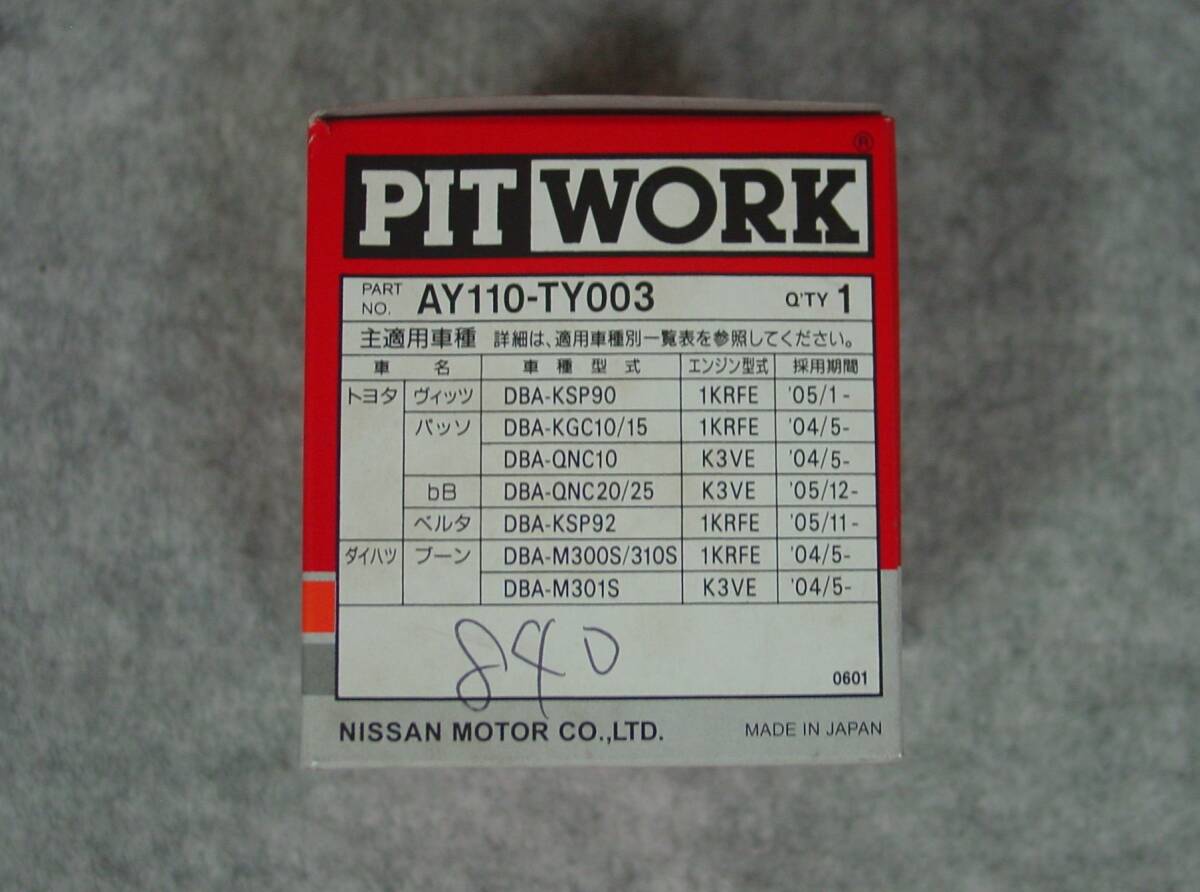 ®
PIT WORK
PART NO. AY110-TY003 Q'TY 1
主適用車種 詳細は、適用車種別一覧表を参照してください。
車名 車種型式 エンジン型式 採用期間
トヨタ ヴィッツ DBA-KSP90 1KRFE '05/1-
パッソ DBA-KGC10/15 1KRFE '04/5-
DBA-QNC10 K3VE '04/5-
bB DBA-QNC20/25 K3VE '05/12-
ベルタ DBA-KSP92 1KRFE '05/11-
ダイハツ ブーン DBA-M300S/310S 1KRFE '04/5-
DBA-M301S K3VE '04/5-
840
0601
NISSAN MOTOR CO.,LTD. MADE IN JAPAN